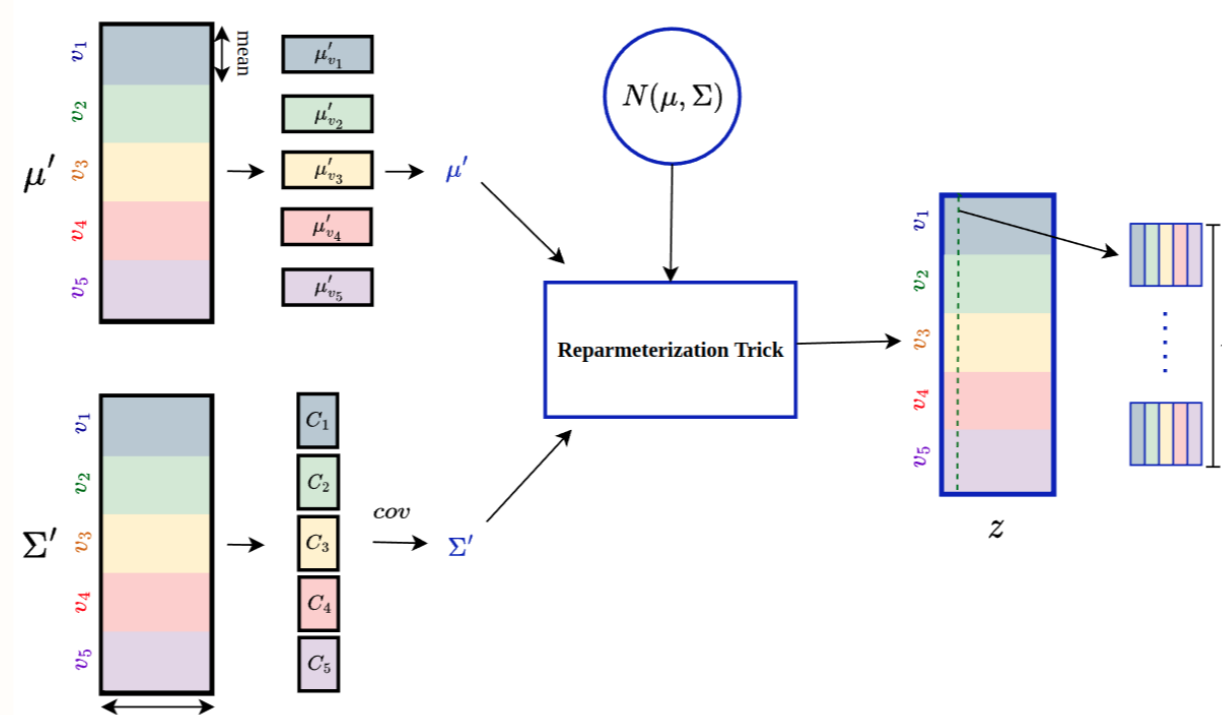 μ′
v₁
v₂
v₃
v₄
v₅
mean
μ′v₁
μ′v₂
μ′v₃
μ′v₄
μ′v₅
μ′
N(μ, Σ)
Reparmeterization Trick
Σ′
v₁
v₂
v₃
v₄
v₅
C₁
C₂
C₃
C₄
C₅
cov
Σ′
v₁
v₂
v₃
v₄
v₅
z